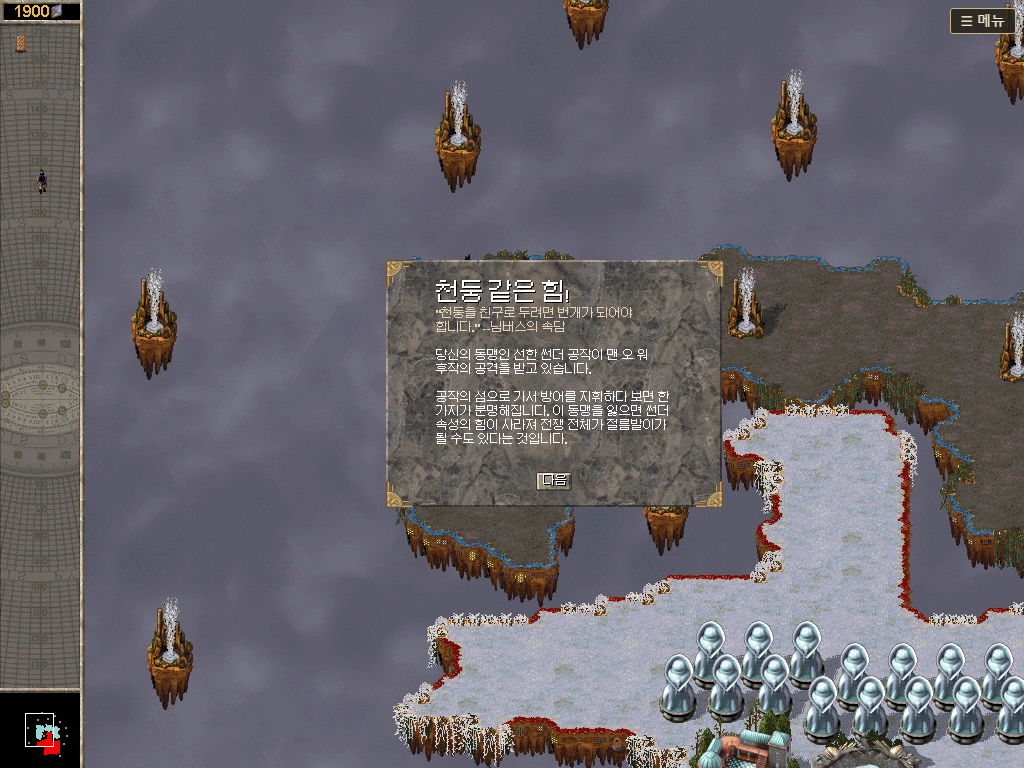 1900
☰ 메뉴
천둥 같은 힘!
"천둥을 친구로 두려면 번개가 되어야
합니다." --님버스의 속담
당신의 동맹인 선한 썬더 공작이 맨 오 워
후작의 공격을 받고 있습니다.
공작의 섬으로 가서 방어를 지휘하다 보면 한
가지가 분명해집니다. 이 동맹을 잃으면 썬더
속성의 힘이 사라져 전쟁 전체가 절름발이가
될 수도 있다는 것입니다.
다음